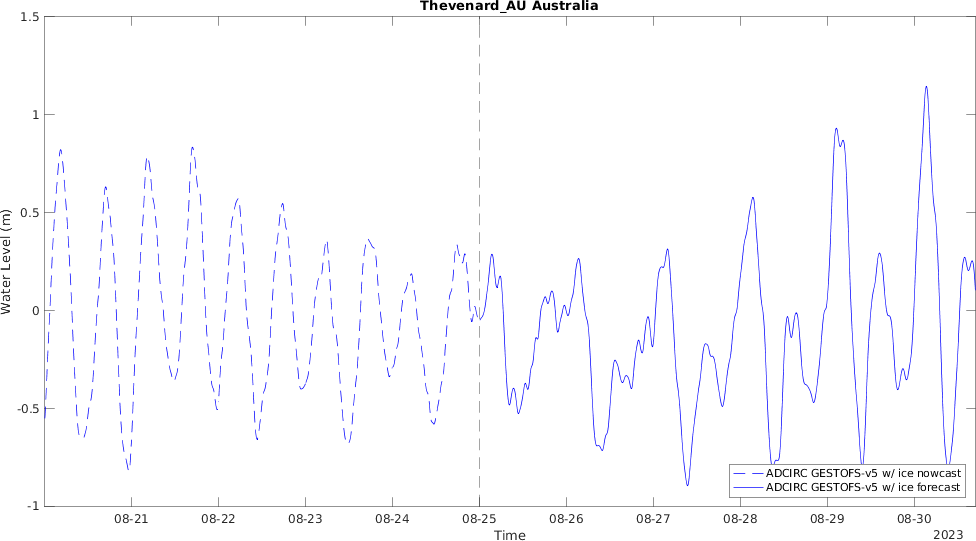 Thevenard_AU Australia
1.5
1
0.5
0
-0.5
-1
Water Level (m)
08-21 08-22 08-23 08-24 08-25 08-26 08-27 08-28 08-29 08-30
Time
2023
ADCIRC GESTOFS-v5 w/ ice nowcast
ADCIRC GESTOFS-v5 w/ ice forecast